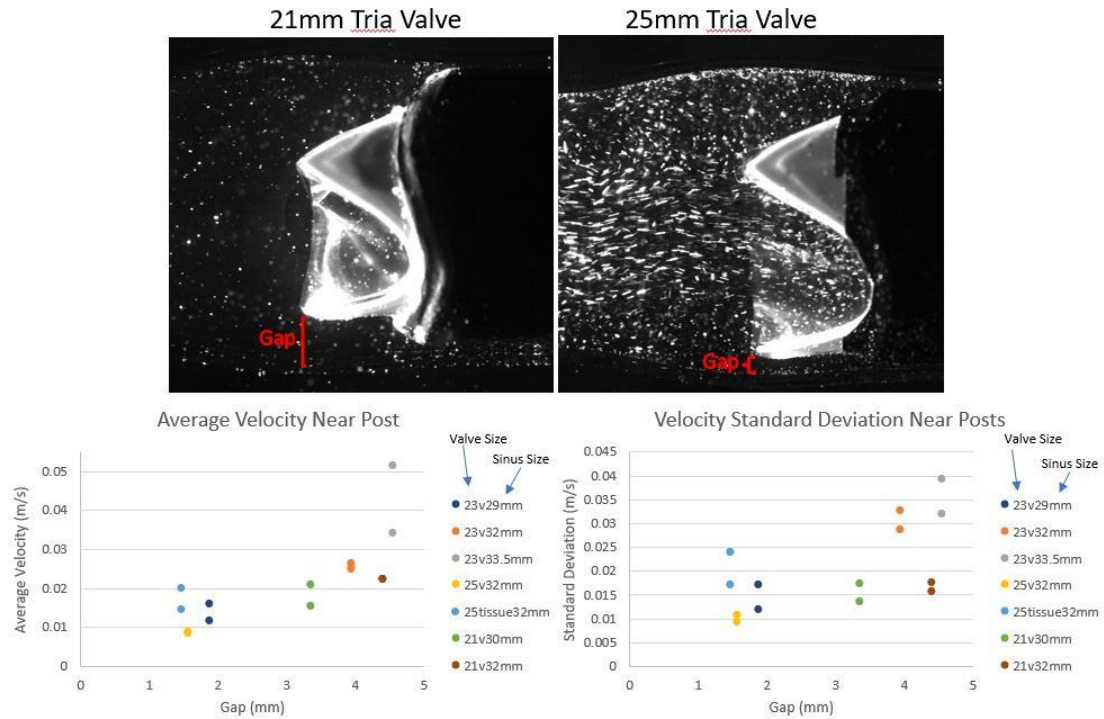 21mm Tria Valve
25mm Tria Valve
Gap
Gap
Average Velocity Near Post
Average Velocity (m/s)
0.05
0.04
0.03
0.02
0.01
0
0 1 2 3 4 5
Gap (mm)
Valve Size
Sinus Size
23v29mm
23v32mm
23v33.5mm
25v32mm
25tissue32mm
21v30mm
21v32mm
Velocity Standard Deviation Near Posts
Standard Deviation (m/s)
0.045
0.04
0.035
0.03
0.025
0.02
0.015
0.01
0.005
0
0 1 2 3 4 5
Gap (mm)
Valve Size
Sinus Size
23v29mm
23v32mm
23v33.5mm
25v32mm
25tissue32mm
21v30mm
21v32mm